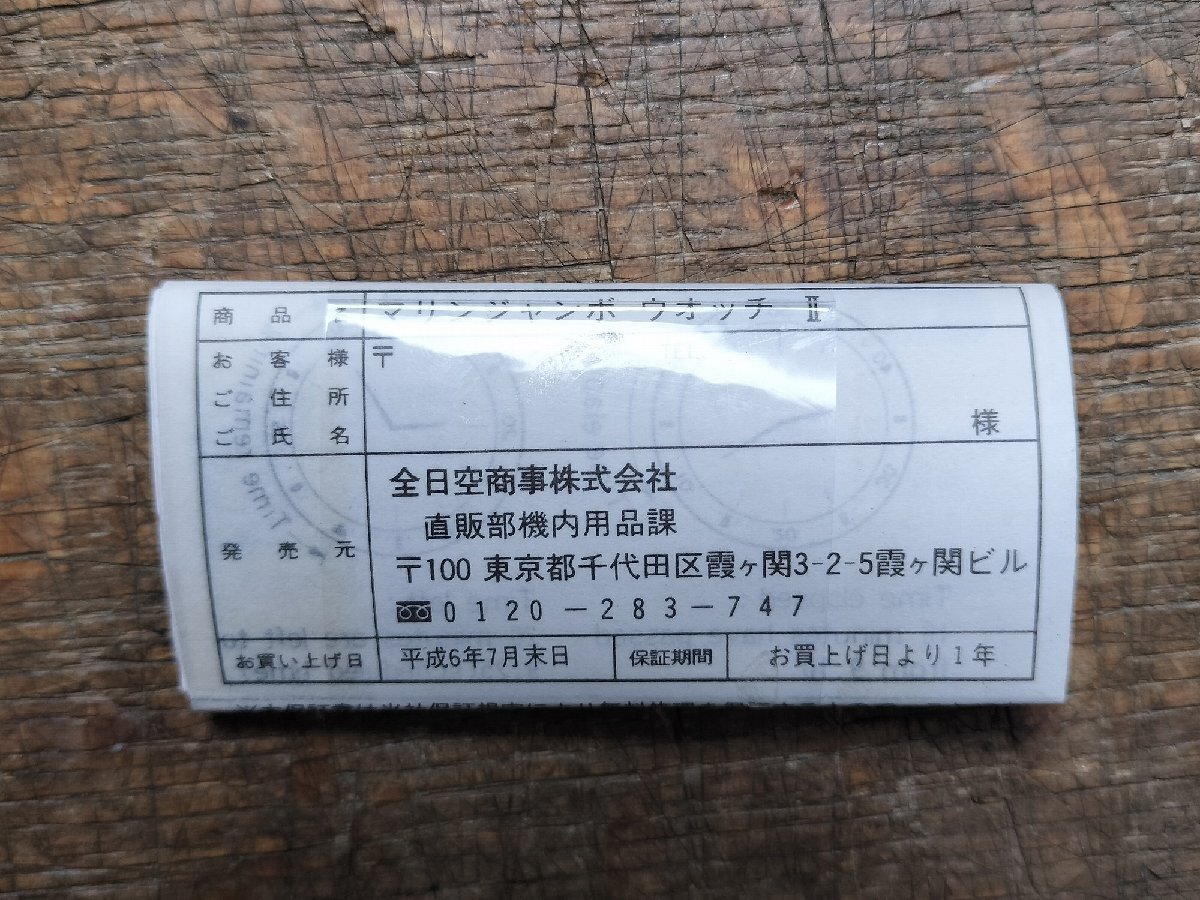 商品 マリンジャンボ ウオッチ Ⅱ
お客様 〒
ご住所
ご氏名 様
全日空商事株式会社
直販部機内用品課
発売元 〒100 東京都千代田区霞ヶ関3-2-5霞ヶ関ビル
0120-283-747
お買い上げ日 平成6年7月末日 保証期間 お買上げ日より1年